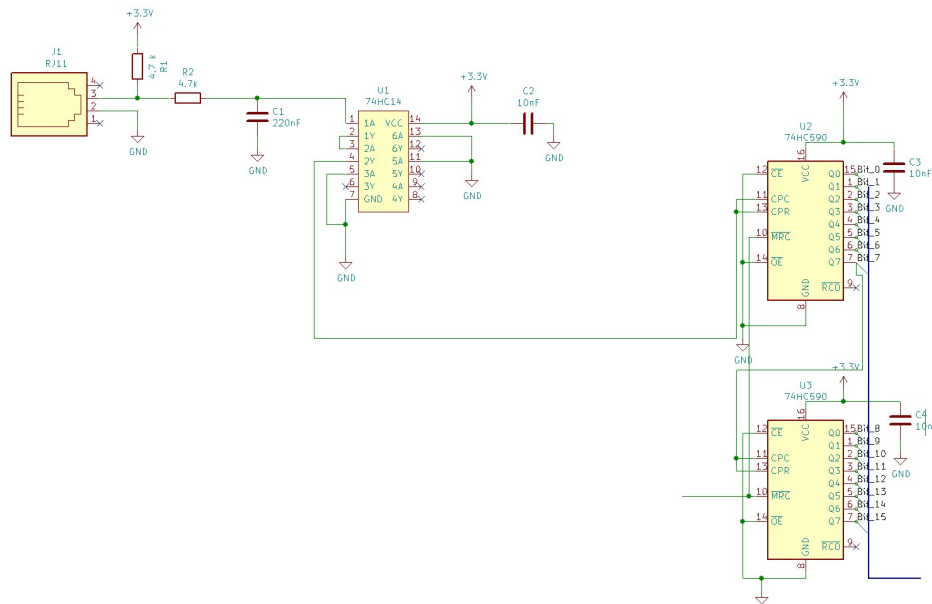 J1
RJ11
4
3
2
1
+3.3V
4.7 k
R1
R2
4.7k
GND
C1
220nF
GND
U1
74HC14
1 1A VCC 14
2 1Y 6A 13
3 2A 6Y 12
4 2Y 5A 11
5 3A 5Y 10
6 3Y 4A 9
7 GND 4Y 8
GND
+3.3V
C2
10nF
GND
GND
+3.3V
U2
74HC590
16
VCC
12 CE Q0 15 Bit_0
Q1 1 Bit_1
11 CPC Q2 2 Bit_2
13 CPR Q3 3 Bit_3
Q4 4 Bit_4
10 MRC Q5 5 Bit_5
Q6 6 Bit_6
14 OE Q7 7 Bit_7
RCO 9
GND
8
C3
10nF
GND
GND
+3.3V
U3
74HC590
16
VCC
12 CE Q0 15 Bit_8
Q1 1 Bit_9
11 CPC Q2 2 Bit_10
13 CPR Q3 3 Bit_11
Q4 4 Bit_12
10 MRC Q5 5 Bit_13
Q6 6 Bit_14
14 OE Q7 7 Bit_15
RCO 9
GND
8
C4
10n
GND